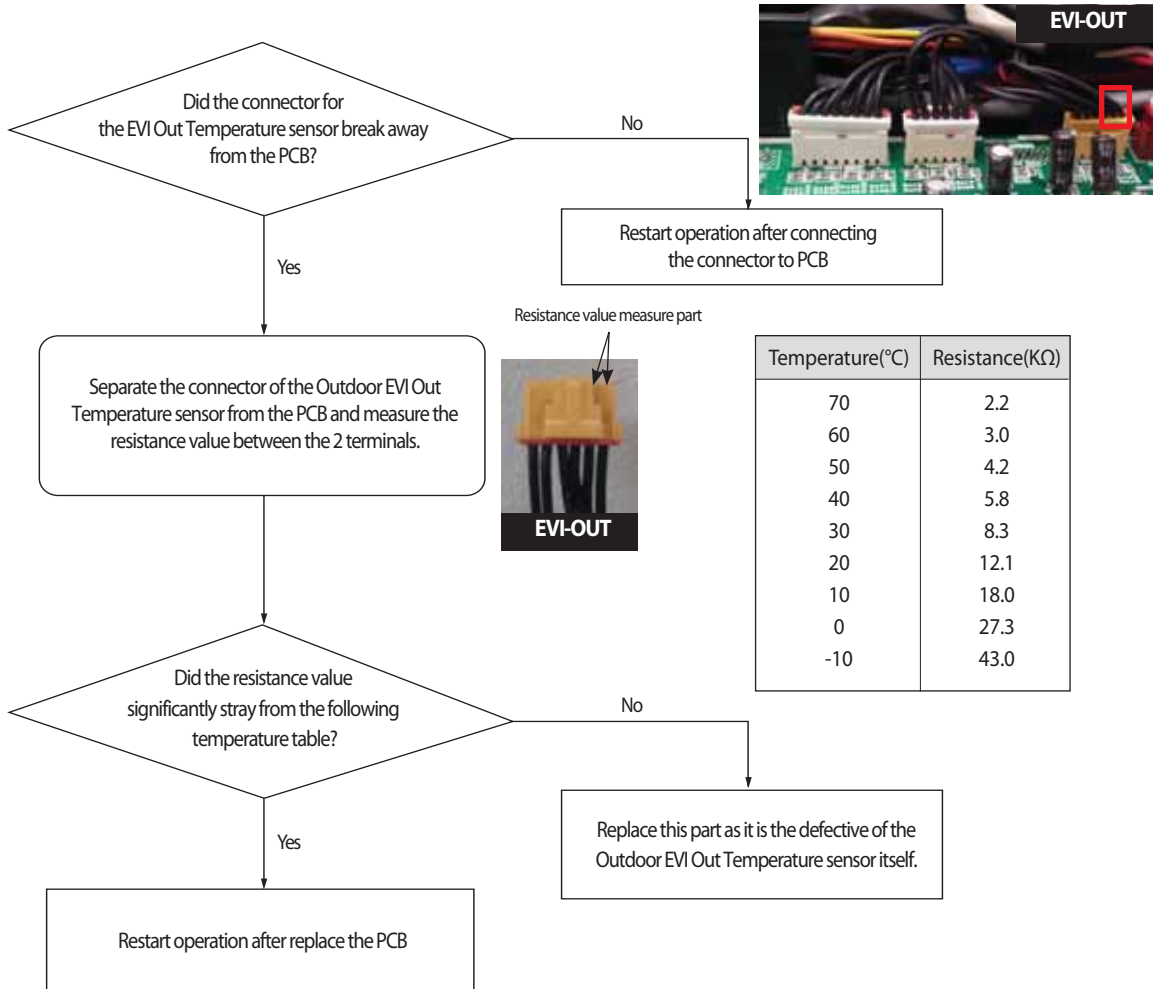 EVI-OUT
Did the connector for
the EVI Out Temperature sensor break away
from the PCB?
No
Restart operation after connecting
the connector to PCB
Yes
Resistance value measure part
Separate the connector of the Outdoor EVI Out
Temperature sensor from the PCB and measure the
resistance value between the 2 terminals.
EVI-OUT
Temperature(°C) Resistance(KΩ)
70 2.2
60 3.0
50 4.2
40 5.8
30 8.3
20 12.1
10 18.0
0 27.3
-10 43.0
Did the resistance value
significantly stray from the following
temperature table?
No
Replace this part as it is the defective of the
Outdoor EVI Out Temperature sensor itself.
Yes
Restart operation after replace the PCB